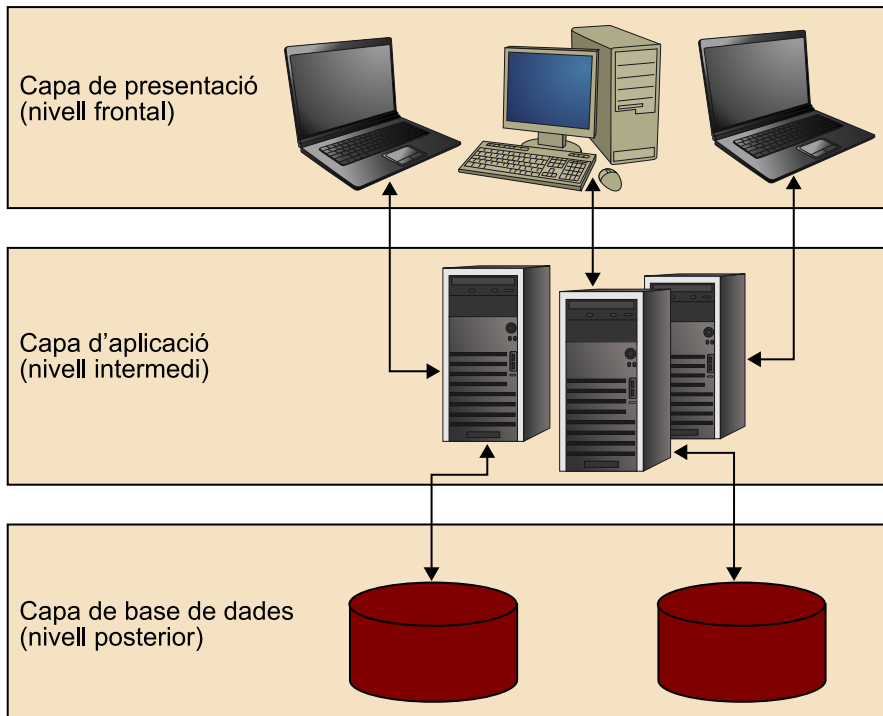 Capa de presentació
(nivell frontal)
Capa d’aplicació
(nivell intermedi)
Capa de base de dades
(nivell posterior)